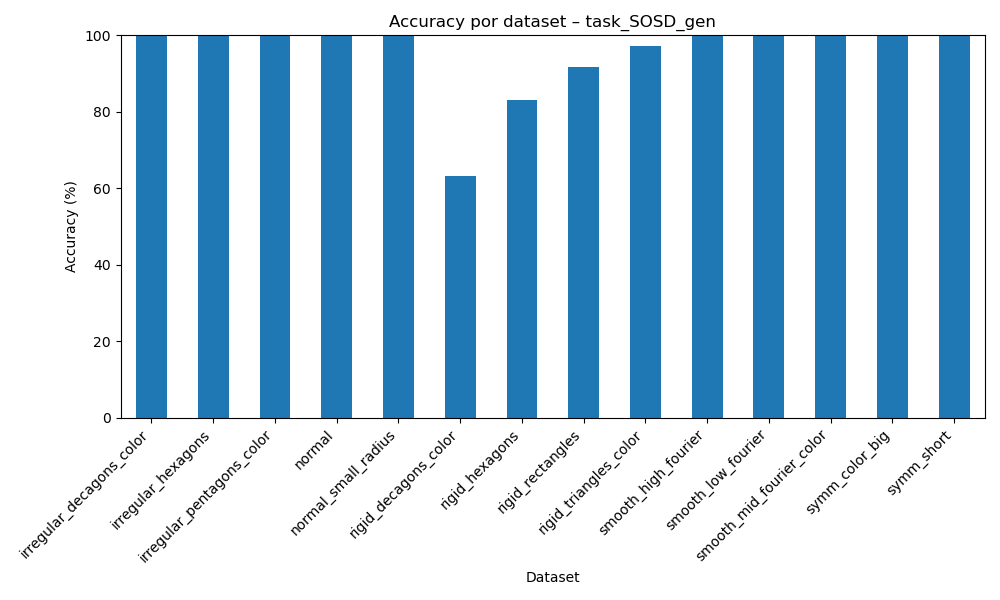 Accuracy por dataset – task_SOSD_gen
Accuracy (%)
100
80
60
40
20
0
irregular_decagons_color
irregular_hexagons
irregular_pentagons_color
normal
normal_small_radius
rigid_decagons_color
rigid_hexagons
rigid_rectangles
rigid_triangles_color
smooth_high_fourier
smooth_low_fourier
smooth_mid_fourier_color
symm_color_big
symm_short
Dataset